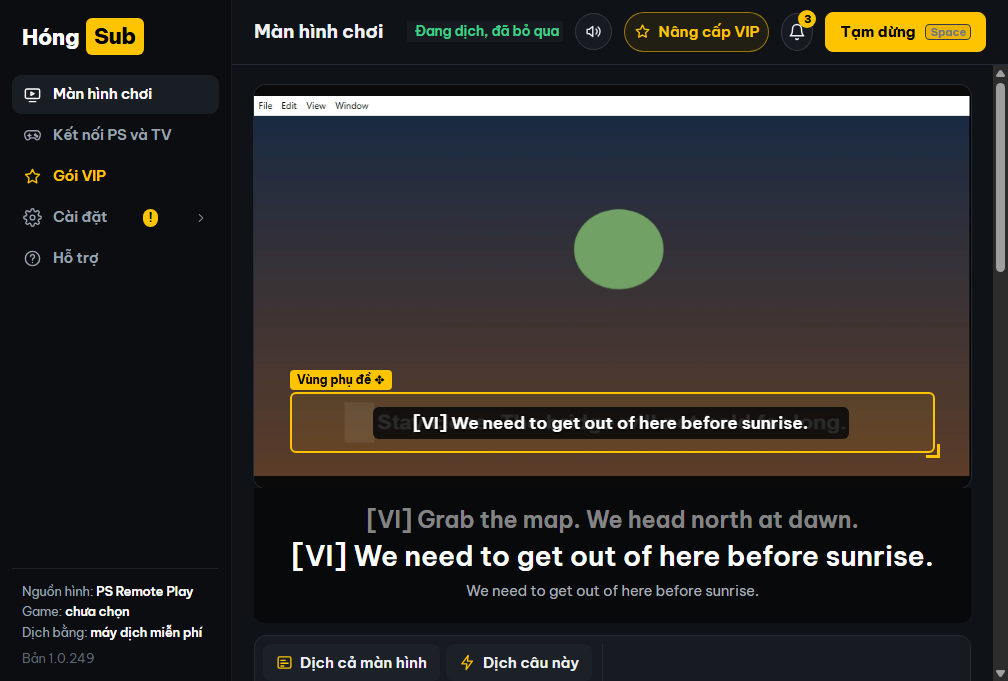 Hóng Sub
Màn hình chơi
Kết nối PS và TV
Gói VIP
Cài đặt !
Hỗ trợ
Nguồn hình: PS Remote Play
Game: chưa chọn
Dịch bằng: máy dịch miễn phí
Bản 1.0.249
Màn hình chơi
Đang dịch, đã bỏ qua
Nâng cấp VIP
3
Tạm dừng Space
File Edit View Window
Vùng phụ đề
[VI] We need to get out of here before sunrise.
[VI] Grab the map. We head north at dawn.
[VI] We need to get out of here before sunrise.
We need to get out of here before sunrise.
Dịch cả màn hình
Dịch câu này